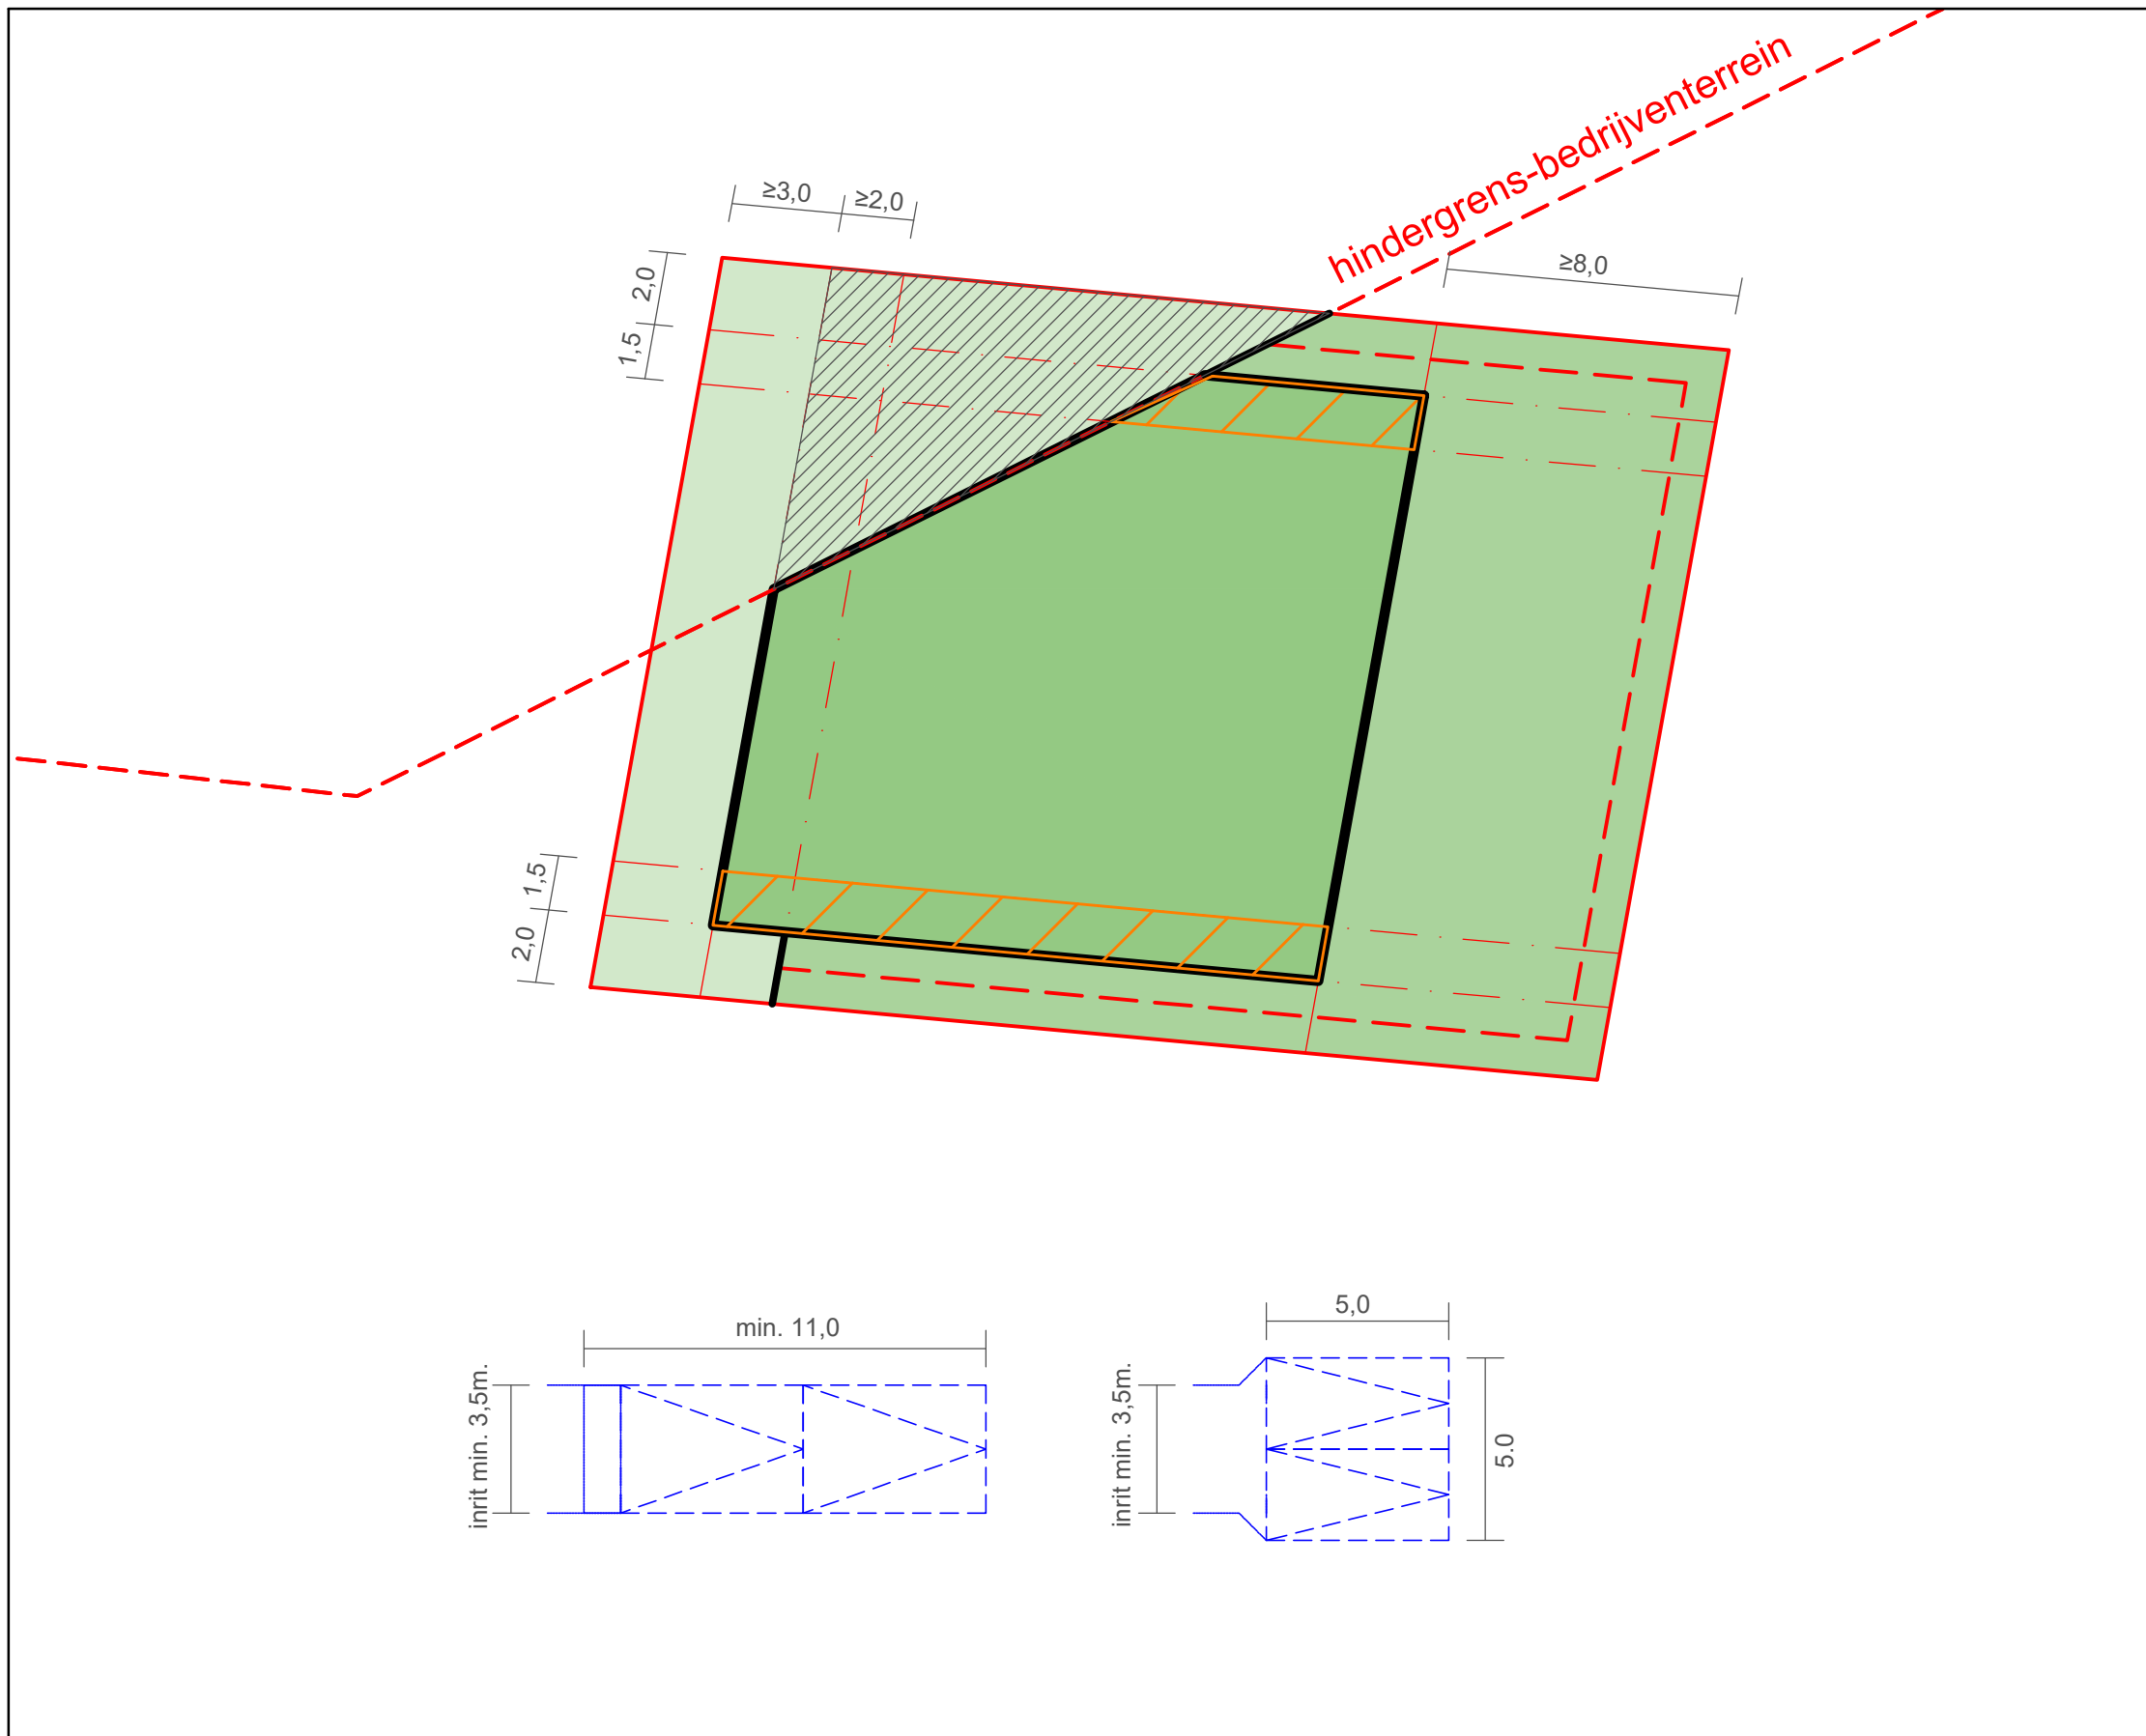 hindergrens-bedrijventerrein
≥3,0
≥2,0
≥8,0
2,0
1,5
1,5
2,0
min. 11,0
inrit min. 3,5m.
5,0
inrit min. 3,5m.
5.0